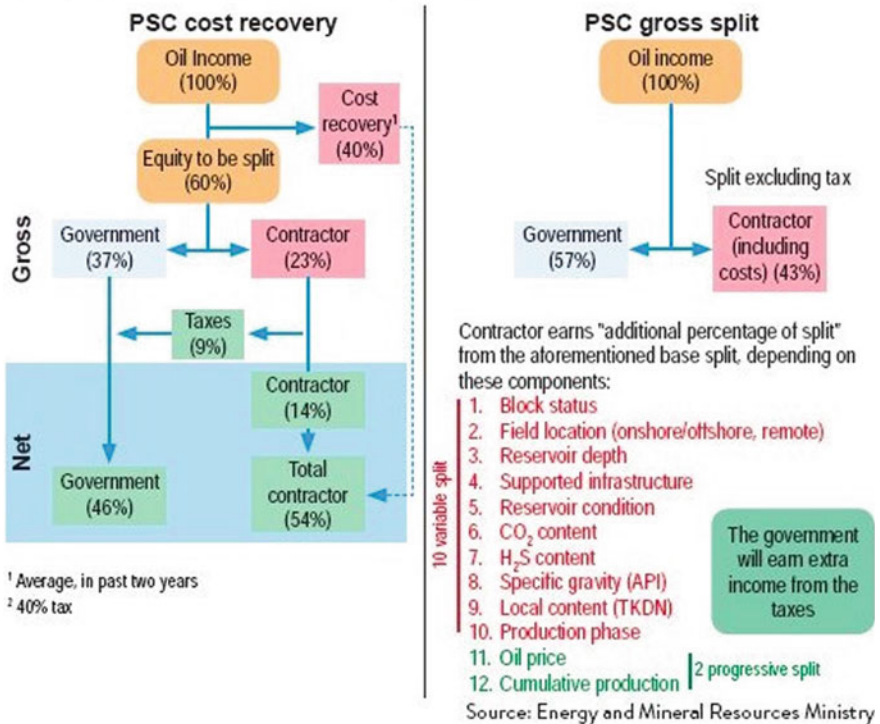 PSC cost recovery
Oil Income
(100%)
Cost
recovery¹
(40%)
Equity to be split
(60%)
Gross
Government
(37%)
Contractor
(23%)
Taxes
(9%)
Net
Contractor
(14%)
Government
(46%)
Total
contractor
(54%)
¹ Average, in past two years
² 40% tax
PSC gross split
Oil income
(100%)
Split excluding tax
Government
(57%)
Contractor
(including
costs) (43%)
Contractor earns "additional percentage of split"
from the aforementioned base split, depending on
these components:
10 variable split
1. Block status
2. Field location (onshore/offshore, remote)
3. Reservoir depth
4. Supported infrastructure
5. Reservoir condition
6. CO₂ content
7. H₂S content
8. Specific gravity (API)
9. Local content (TKDN)
10. Production phase
11. Oil price
12. Cumulative production
2 progressive split
The government
will earn extra
income from the
taxes
Source: Energy and Mineral Resources Ministry